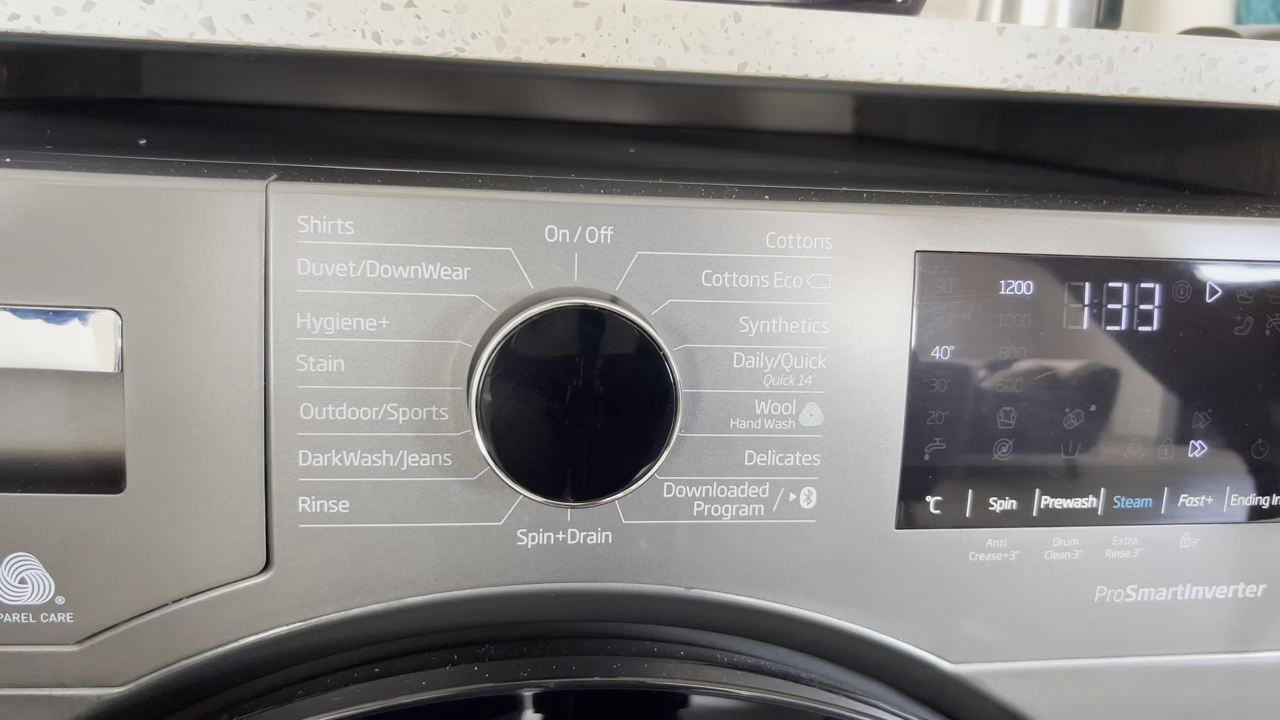 On / Off
Shirts
Duvet/DownWear
Hygiene+
Stain
Outdoor/Sports
DarkWash/Jeans
Rinse
Spin+Drain
Cottons
Cottons Eco
Synthetics
Daily/Quick
Quick 14'
Wool
Hand Wash
Delicates
Downloaded
Program /
90°
60°
40°
30°
20°
1200
1000
800
600
1:33
°C | Spin | Prewash | Steam | Fast+ | Ending In
Anti
Crease+3"
Drum
Clean 3"
Extra
Rinse 3"
3"
ProSmartInverter
PAREL CARE
®